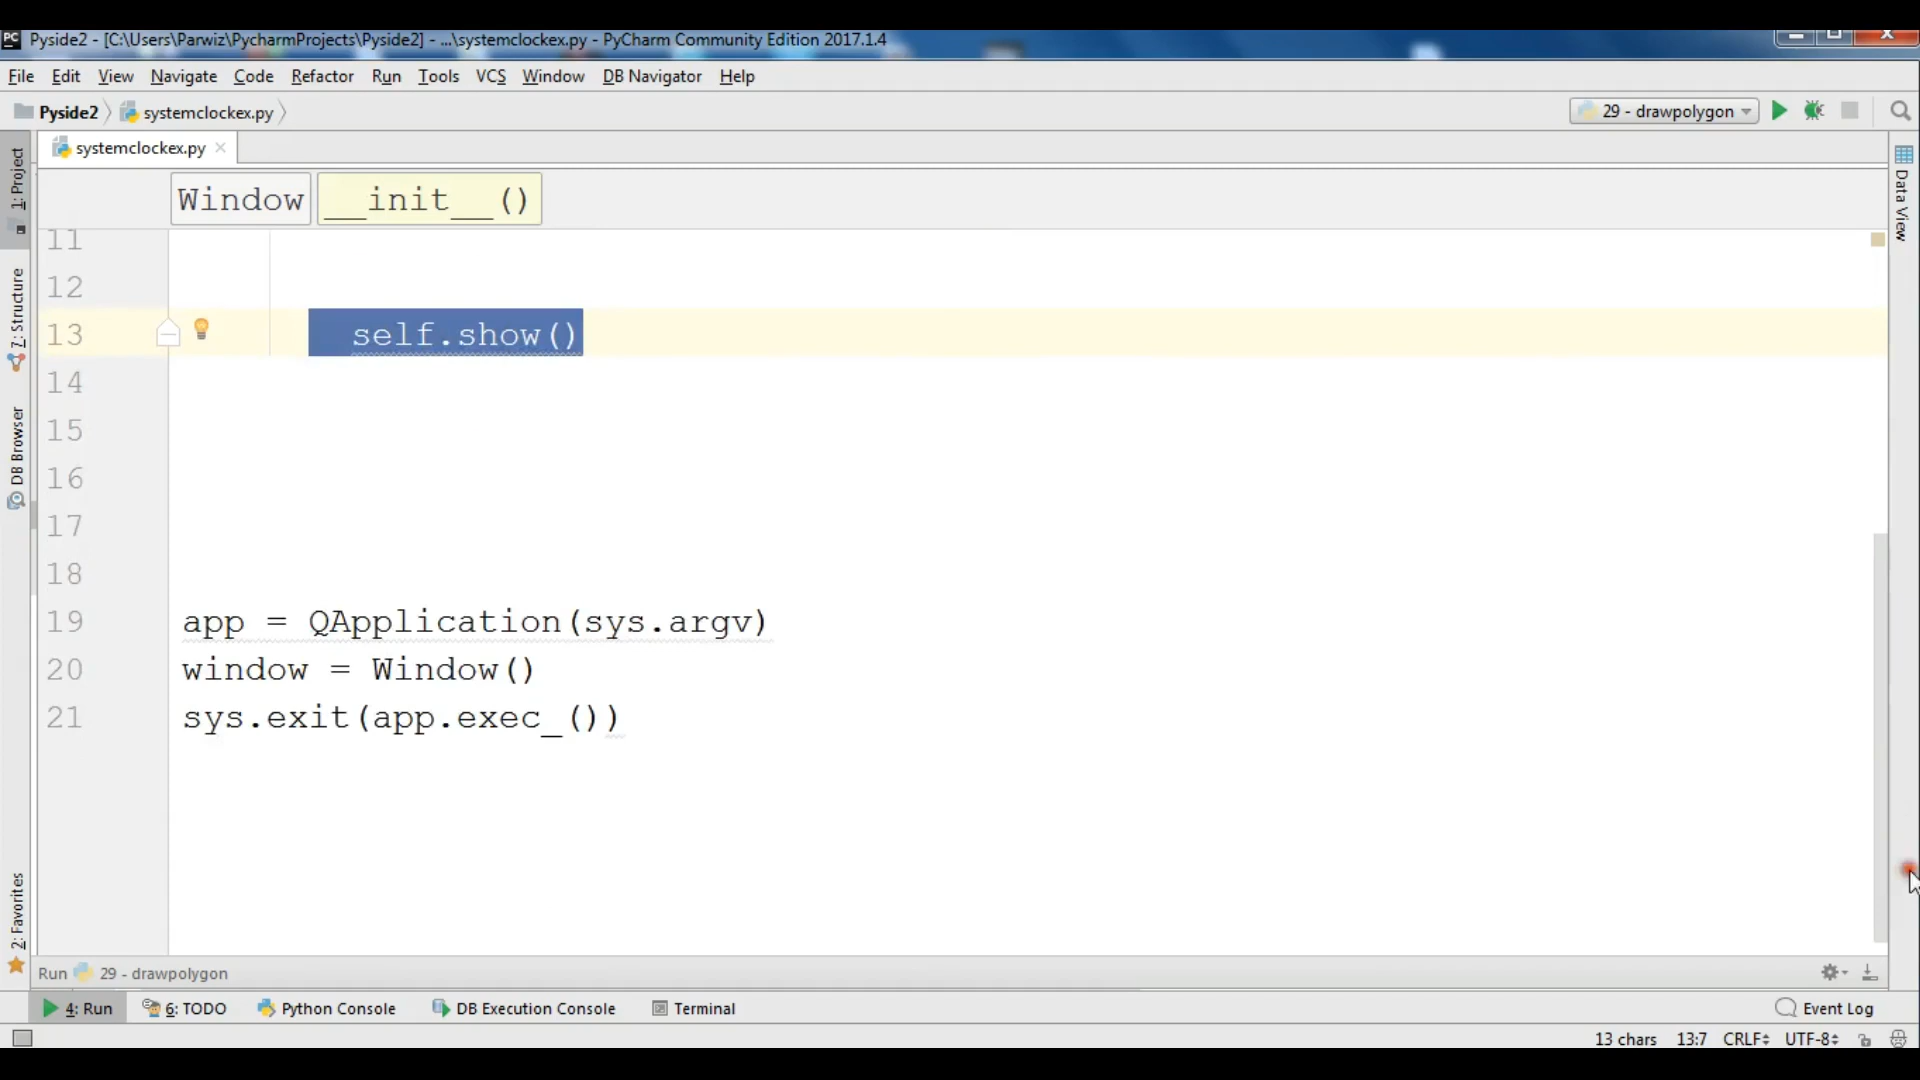 PC Pyside2 - [C:\Users\Parwiz\PycharmProjects\Pyside2] - ...\systemclockex.py - PyCharm Community Edition 2017.1.4
File Edit View Navigate Code Refactor Run Tools VCS Window DB Navigator Help
Pyside2 systemclockex.py 29 - drawpolygon
systemclockex.py
Window __init__()
11
12
13 self.show()
14
15
16
17
18
19 app = QApplication(sys.argv)
20 window = Window()
21 sys.exit(app.exec_())
1: Project
7: Structure
DB Browser
2: Favorites
Data View
Run 29 - drawpolygon
4: Run 6: TODO Python Console DB Execution Console Terminal Event Log
13 chars 13:7 CRLF UTF-8